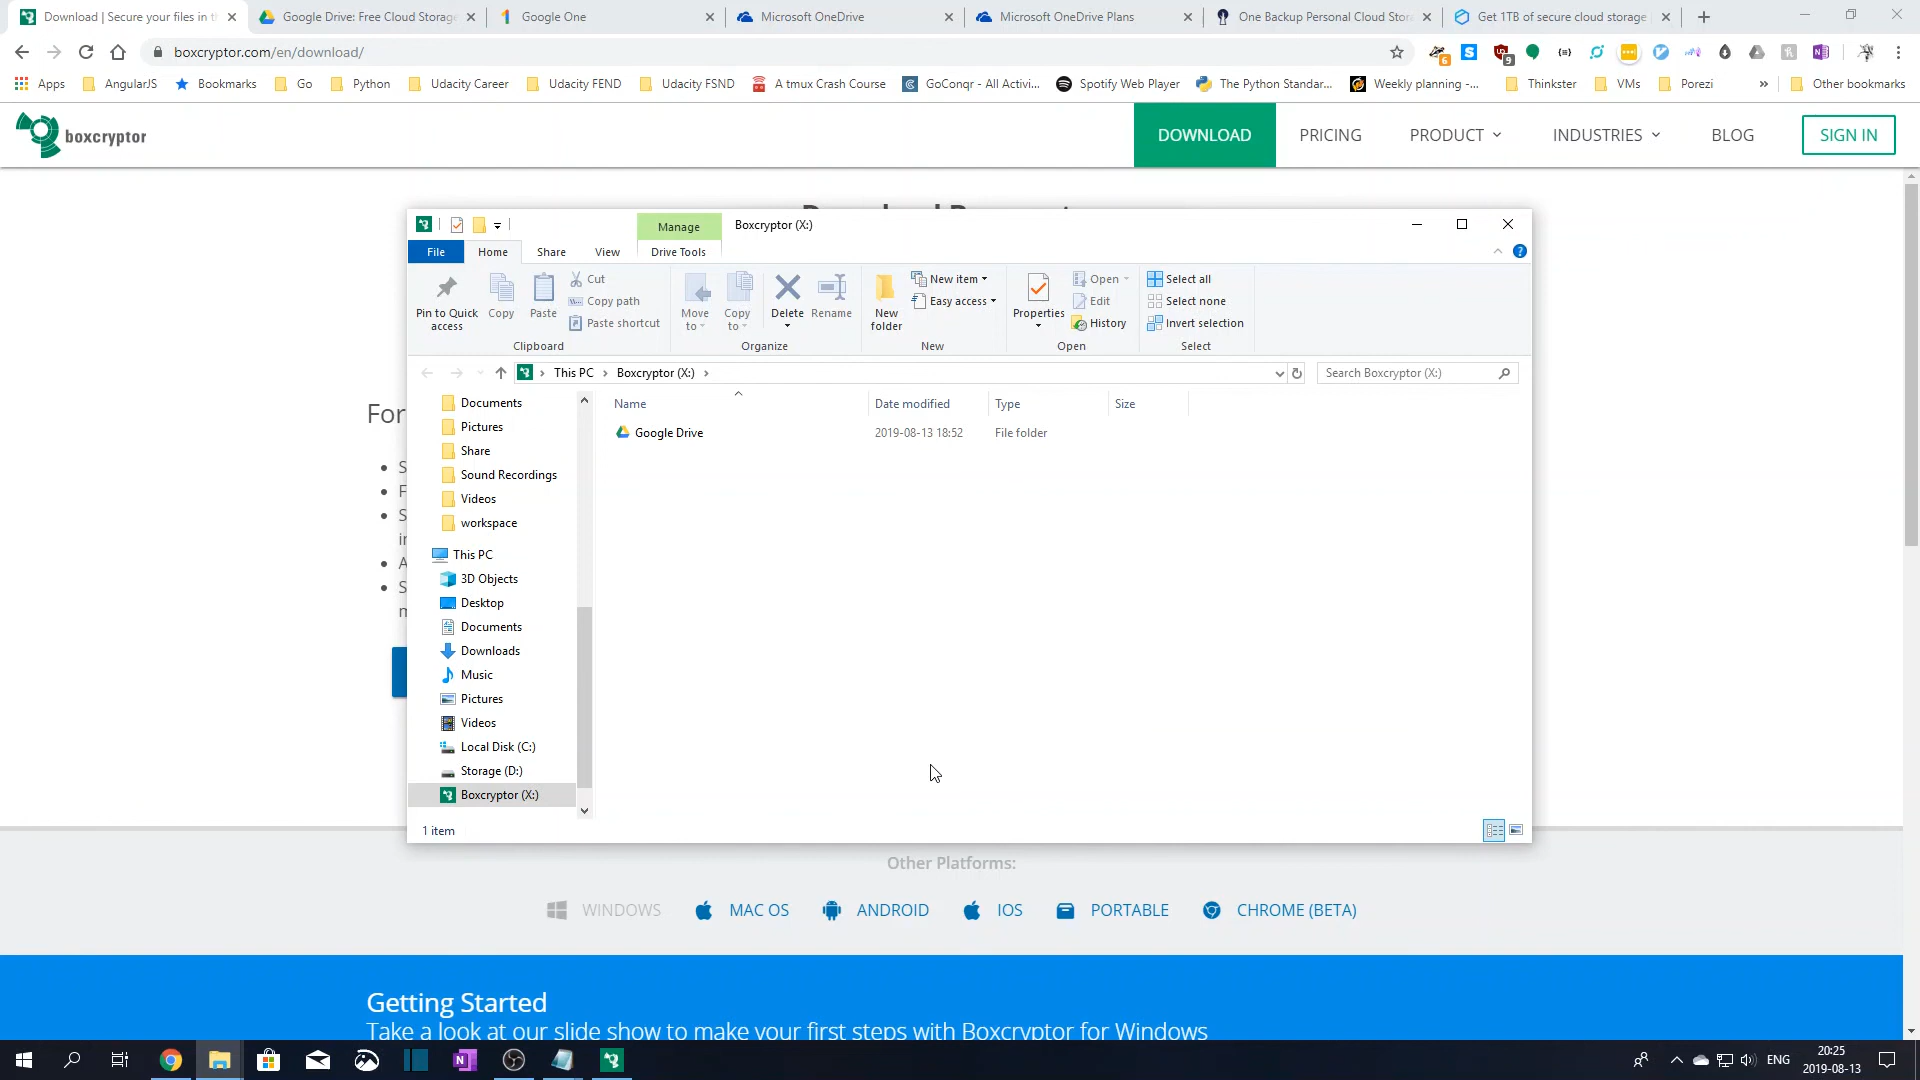 Download | Secure your files in th
Google Drive: Free Cloud Storage
Google One
Microsoft OneDrive
Microsoft OneDrive Plans
One Backup Personal Cloud Stor
Get 1TB of secure cloud storage
boxcryptor.com/en/download/
6
9
Apps
AngularJS
Bookmarks
Go
Python
Udacity Career
Udacity FEND
Udacity FSND
A tmux Crash Course
GoConqr - All Activi...
Spotify Web Player
The Python Standar...
Weekly planning -...
Thinkster
VMs
Porezi
»
Other bookmarks
boxcryptor
DOWNLOAD
PRICING
PRODUCT
INDUSTRIES
BLOG
SIGN IN
Manage
Boxcryptor (X:)
File
Home
Share
View
Drive Tools
Pin to Quick
access
Copy
Paste
Cut
Copy path
Paste shortcut
Clipboard
Move
to
Copy
to
Delete
Rename
Organize
New
folder
New item
Easy access
New
Properties
Open
Edit
History
Open
Select all
Select none
Invert selection
Select
This PC
Boxcryptor (X:)
Search Boxcryptor (X:)
Documents
Pictures
Share
Sound Recordings
Videos
workspace
This PC
3D Objects
Desktop
Documents
Downloads
Music
Pictures
Videos
Local Disk (C:)
Storage (D:)
Boxcryptor (X:)
Name
Date modified
Type
Size
Google Drive
2019-08-13 18:52
File folder
1 item
For
Other Platforms:
WINDOWS
MAC OS
ANDROID
IOS
PORTABLE
CHROME (BETA)
Getting Started
Take a look at our slide show to make your first steps with Boxcryptor for Windows
ENG
20:25
2019-08-13